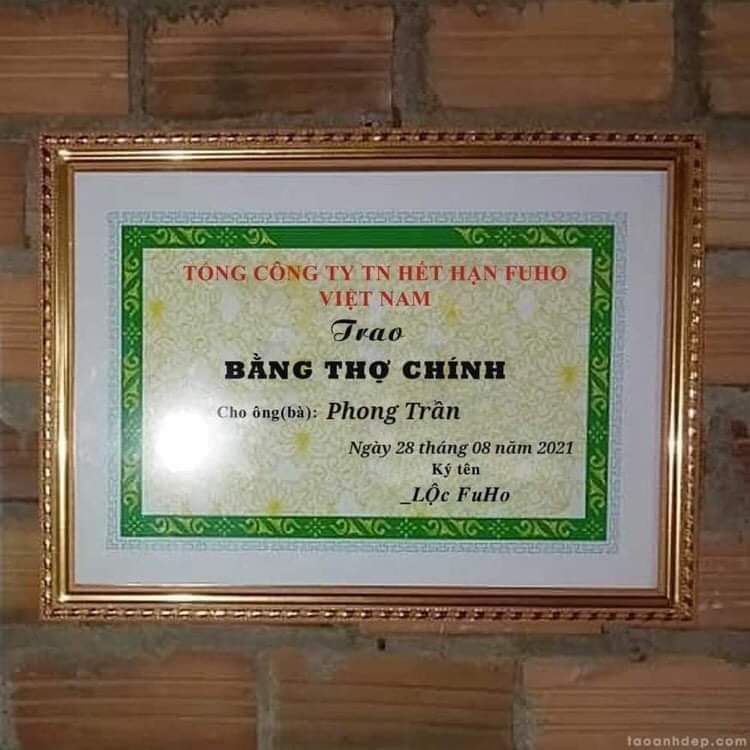 TỔNG CÔNG TY TN HẾT HẠN FUHO
VIỆT NAM
Trao
BẰNG THỢ CHÍNH
Cho ông(bà): Phong Trần
Ngày 28 tháng 08 năm 2021
Ký tên
_LỘc FuHo
taoanhdep.com